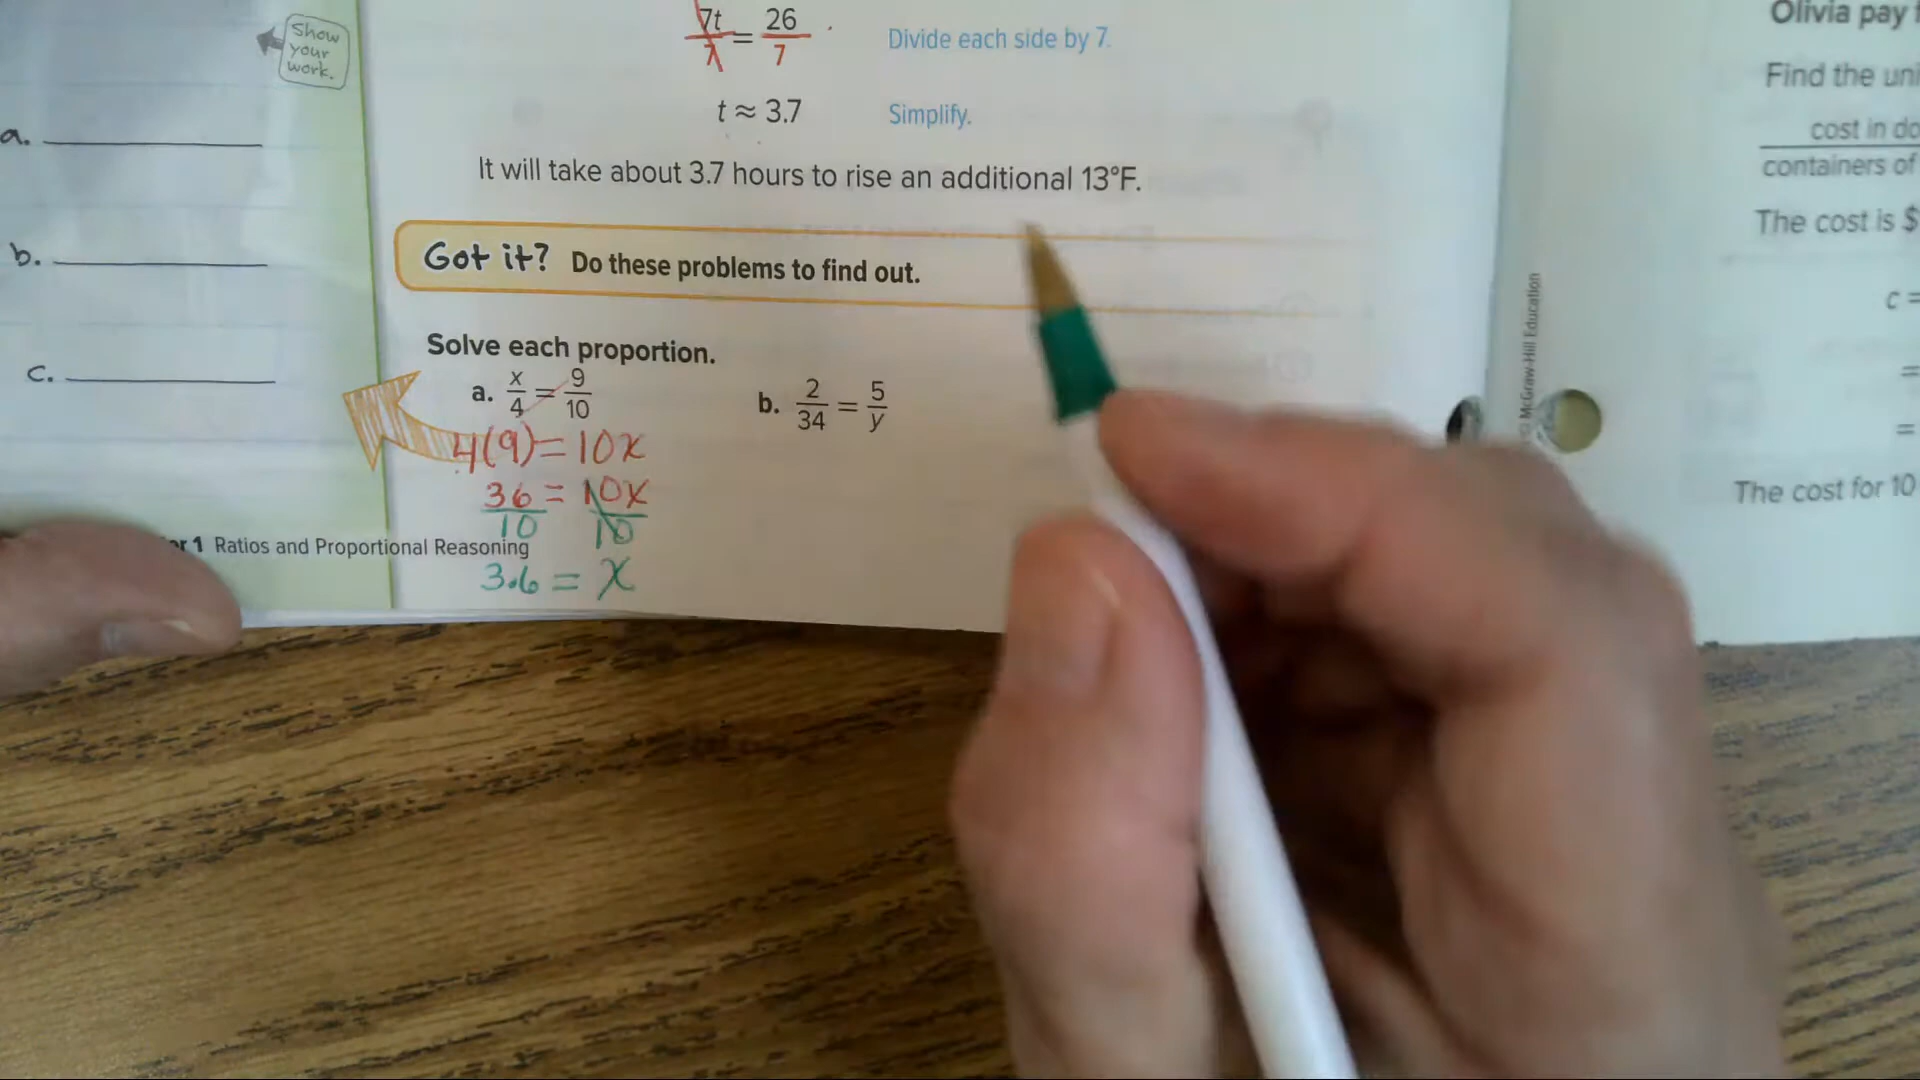 Show
your
work.
a.
b.
c.
7t/7 = 26/7 Divide each side by 7.
t ≈ 3.7 Simplify.
It will take about 3.7 hours to rise an additional 13°F.
Got it? Do these problems to find out.
Solve each proportion.
a. x/4 = 9/10 b. 2/34 = 5/y
4(9) = 10x
36/10 = 10x/10
3.6 = x
1 Ratios and Proportional Reasoning
McGraw-Hill Education
Olivia pay
Find the
cost in
containers of
The cost is $
c =
=
=
The cost for 10